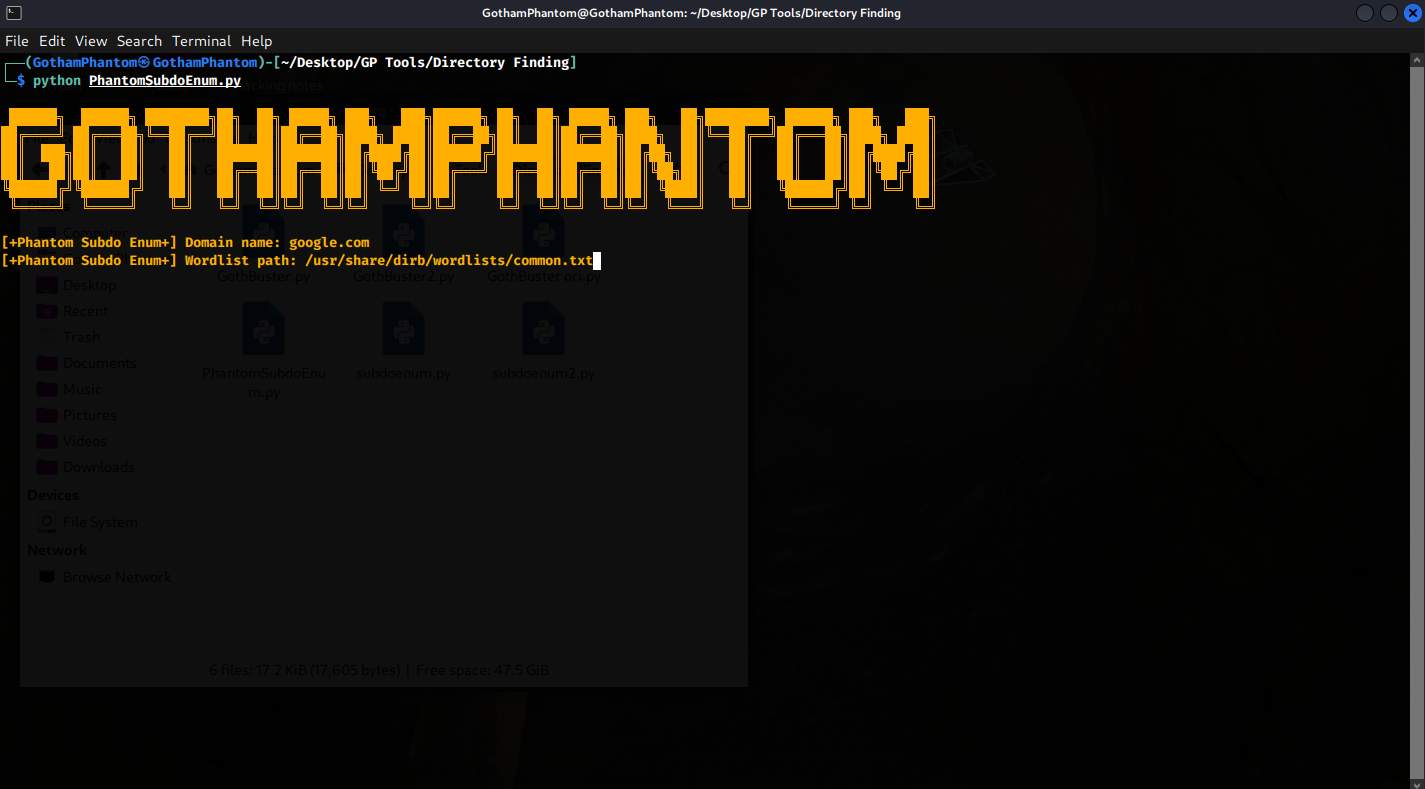 GothamPhantom@GothamPhantom: ~/Desktop/GP Tools/Directory Finding
File Edit View Search Terminal Help
┌──(GothamPhantom㉿GothamPhantom)-[~/Desktop/GP Tools/Directory Finding]
└─$ python PhantomSubdoEnum.py
GOTHAMPHANTOM
[+Phantom Subdo Enum+] Domain name: google.com
[+Phantom Subdo Enum+] Wordlist path: /usr/share/dirb/wordlists/common.txt
Computer
GothBuster.py GothBuster2.py GothBuster ori.py
Desktop
Recent
Trash
Documents
PhantomSubdoEnu subdoenum.py subdoenum2.py
m.py
Music
Pictures
Videos
Downloads
Devices
File System
Network
Browse Network
6 files: 17.2 KiB (17,605 bytes) | Free space: 47.5 GiB